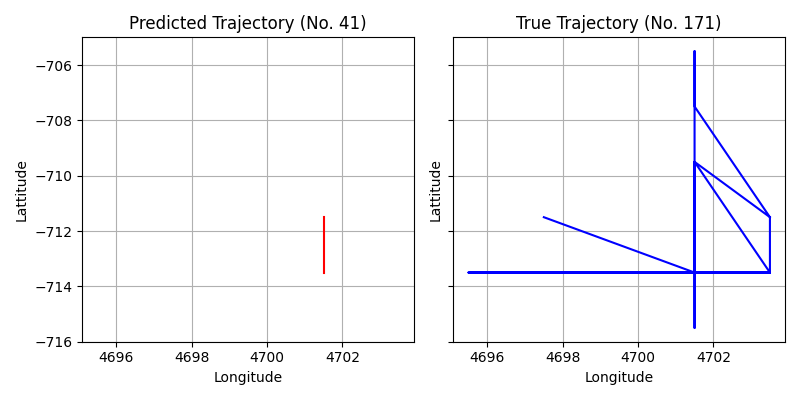 Predicted Trajectory (No. 41)
True Trajectory (No. 171)
Lattitude
−706
−708
−710
−712
−714
−716
4696
4698
4700
4702
Longitude
Lattitude
4696
4698
4700
4702
Longitude